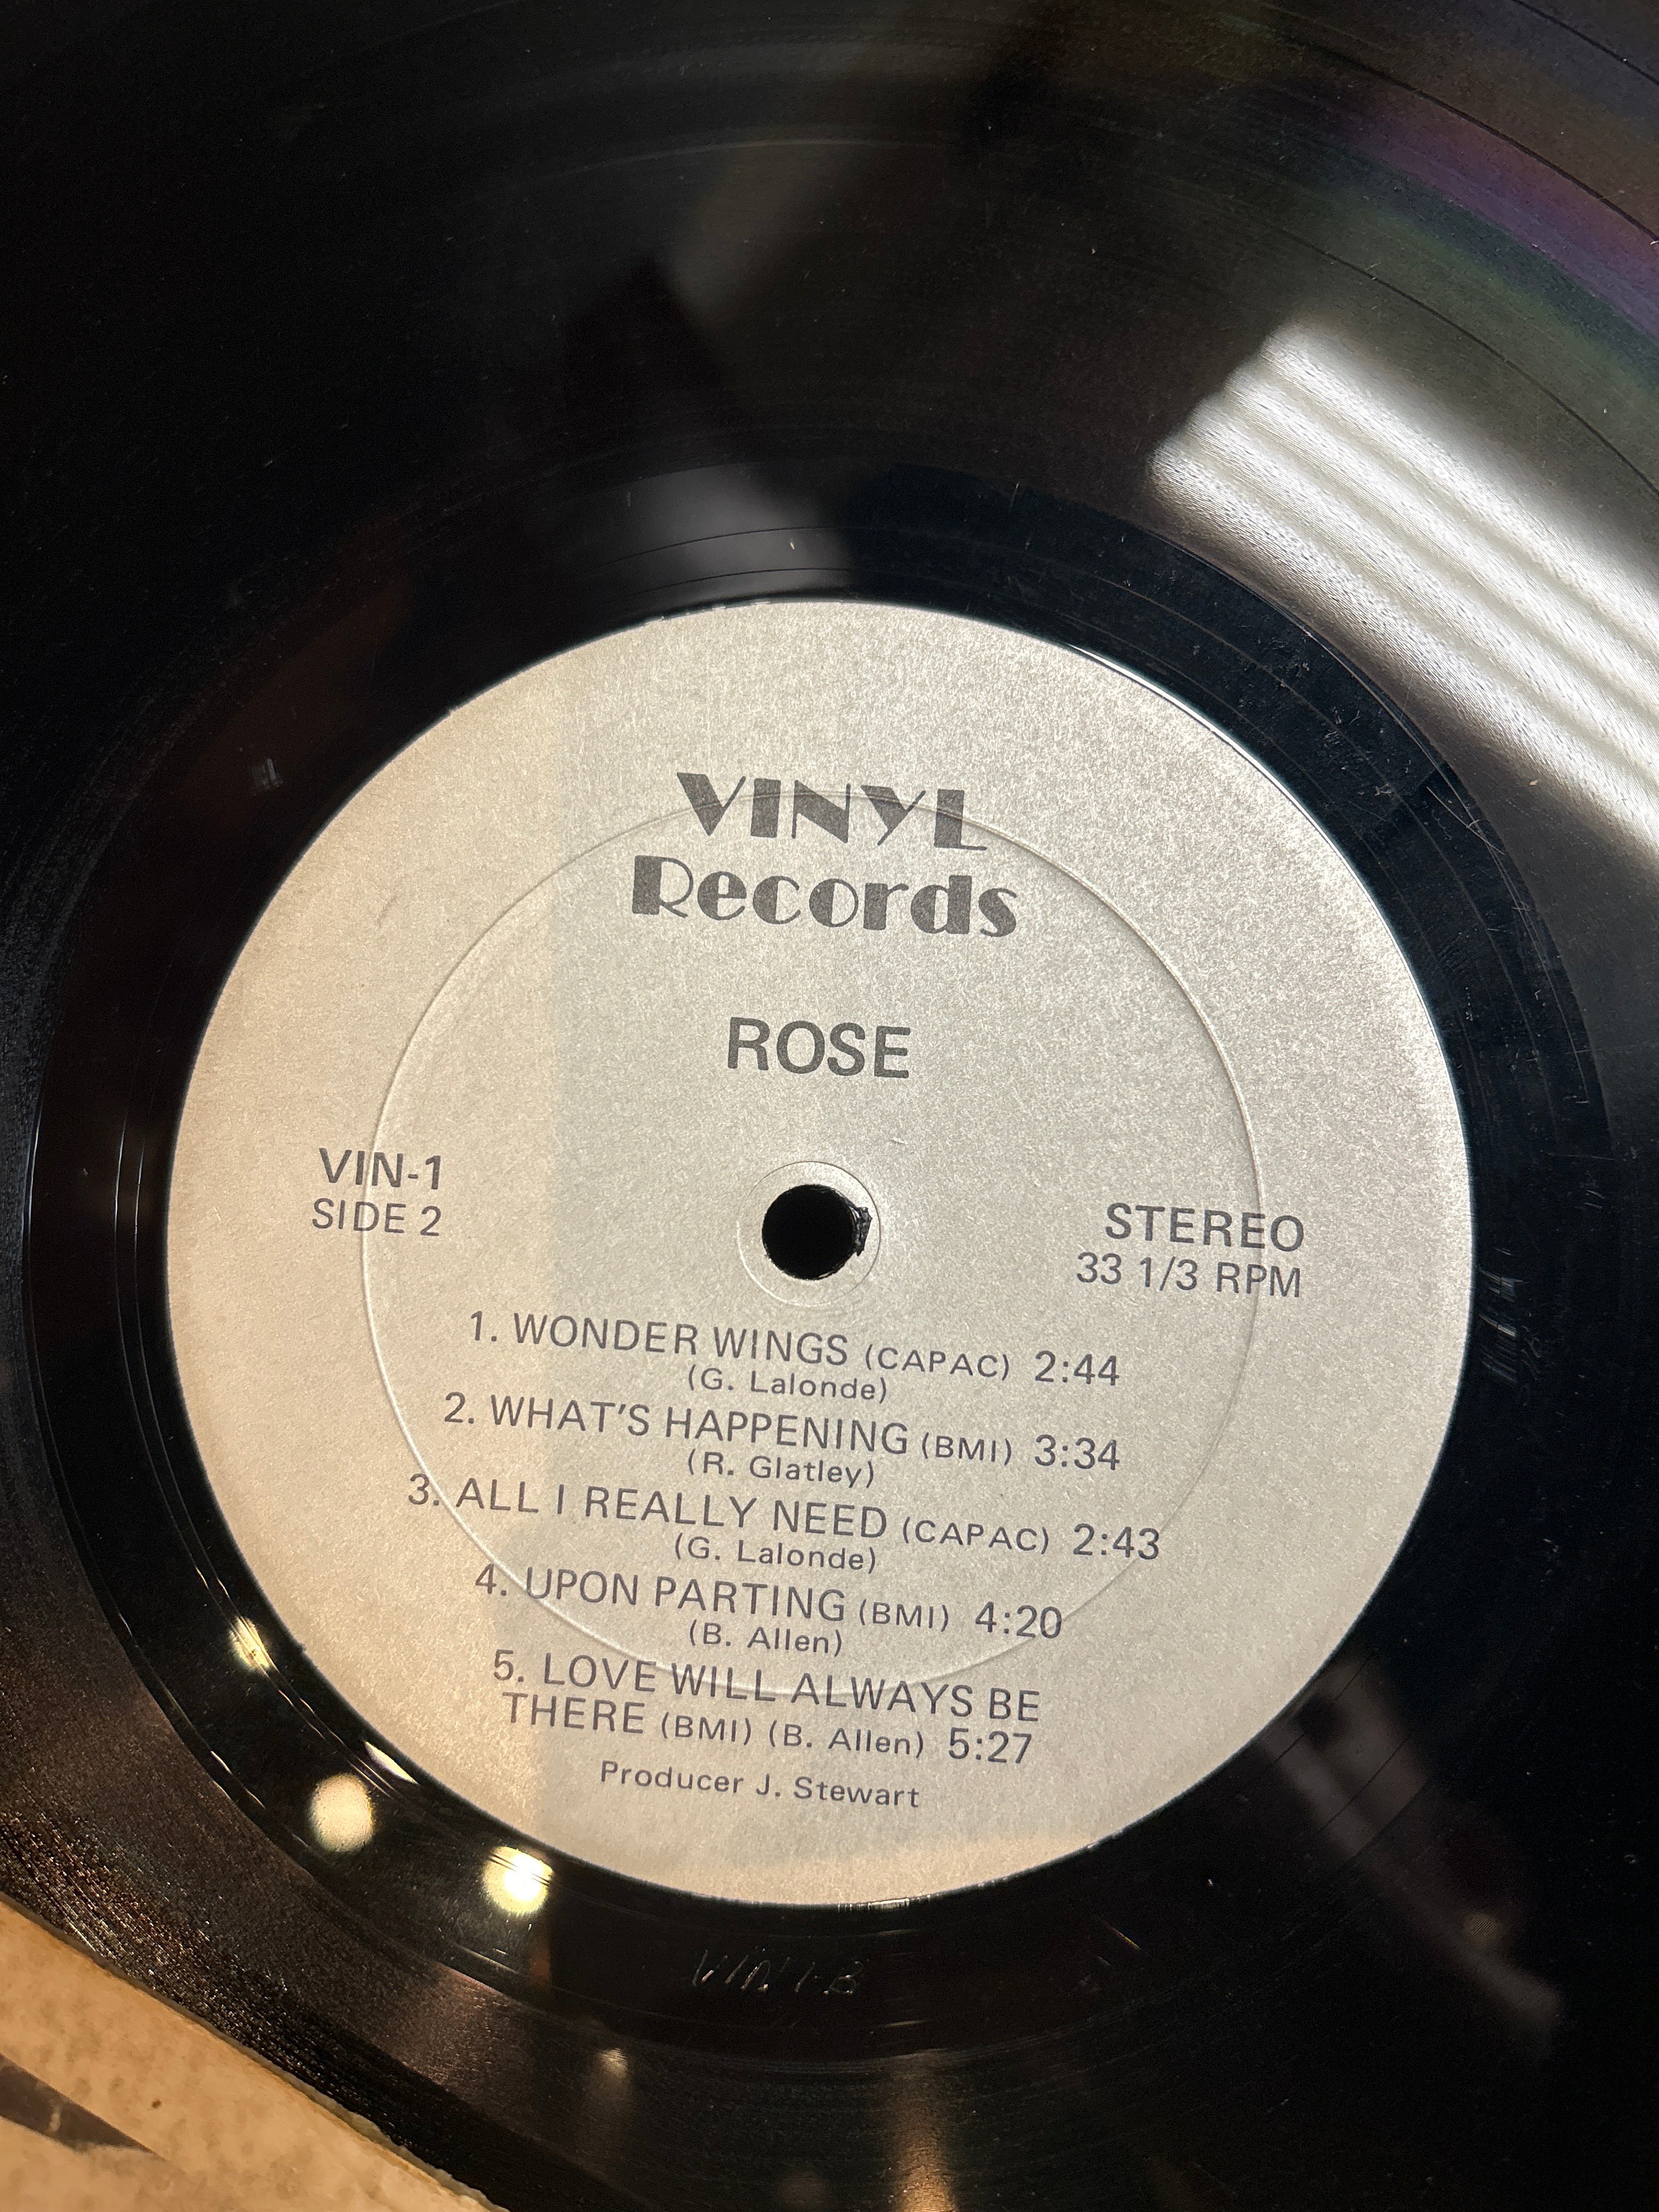 VINYL
Records
ROSE
VIN-1
SIDE 2
STEREO
33 1/3 RPM
1. WONDER WINGS (CAPAC) 2:44
(G. Lalonde)
2. WHAT'S HAPPENING (BMI) 3:34
(R. Glatley)
3. ALL I REALLY NEED (CAPAC) 2:43
(G. Lalonde)
4. UPON PARTING (BMI) 4:20
(B. Allen)
5. LOVE WILL ALWAYS BE
THERE (BMI) (B. Allen) 5:27
Producer J. Stewart